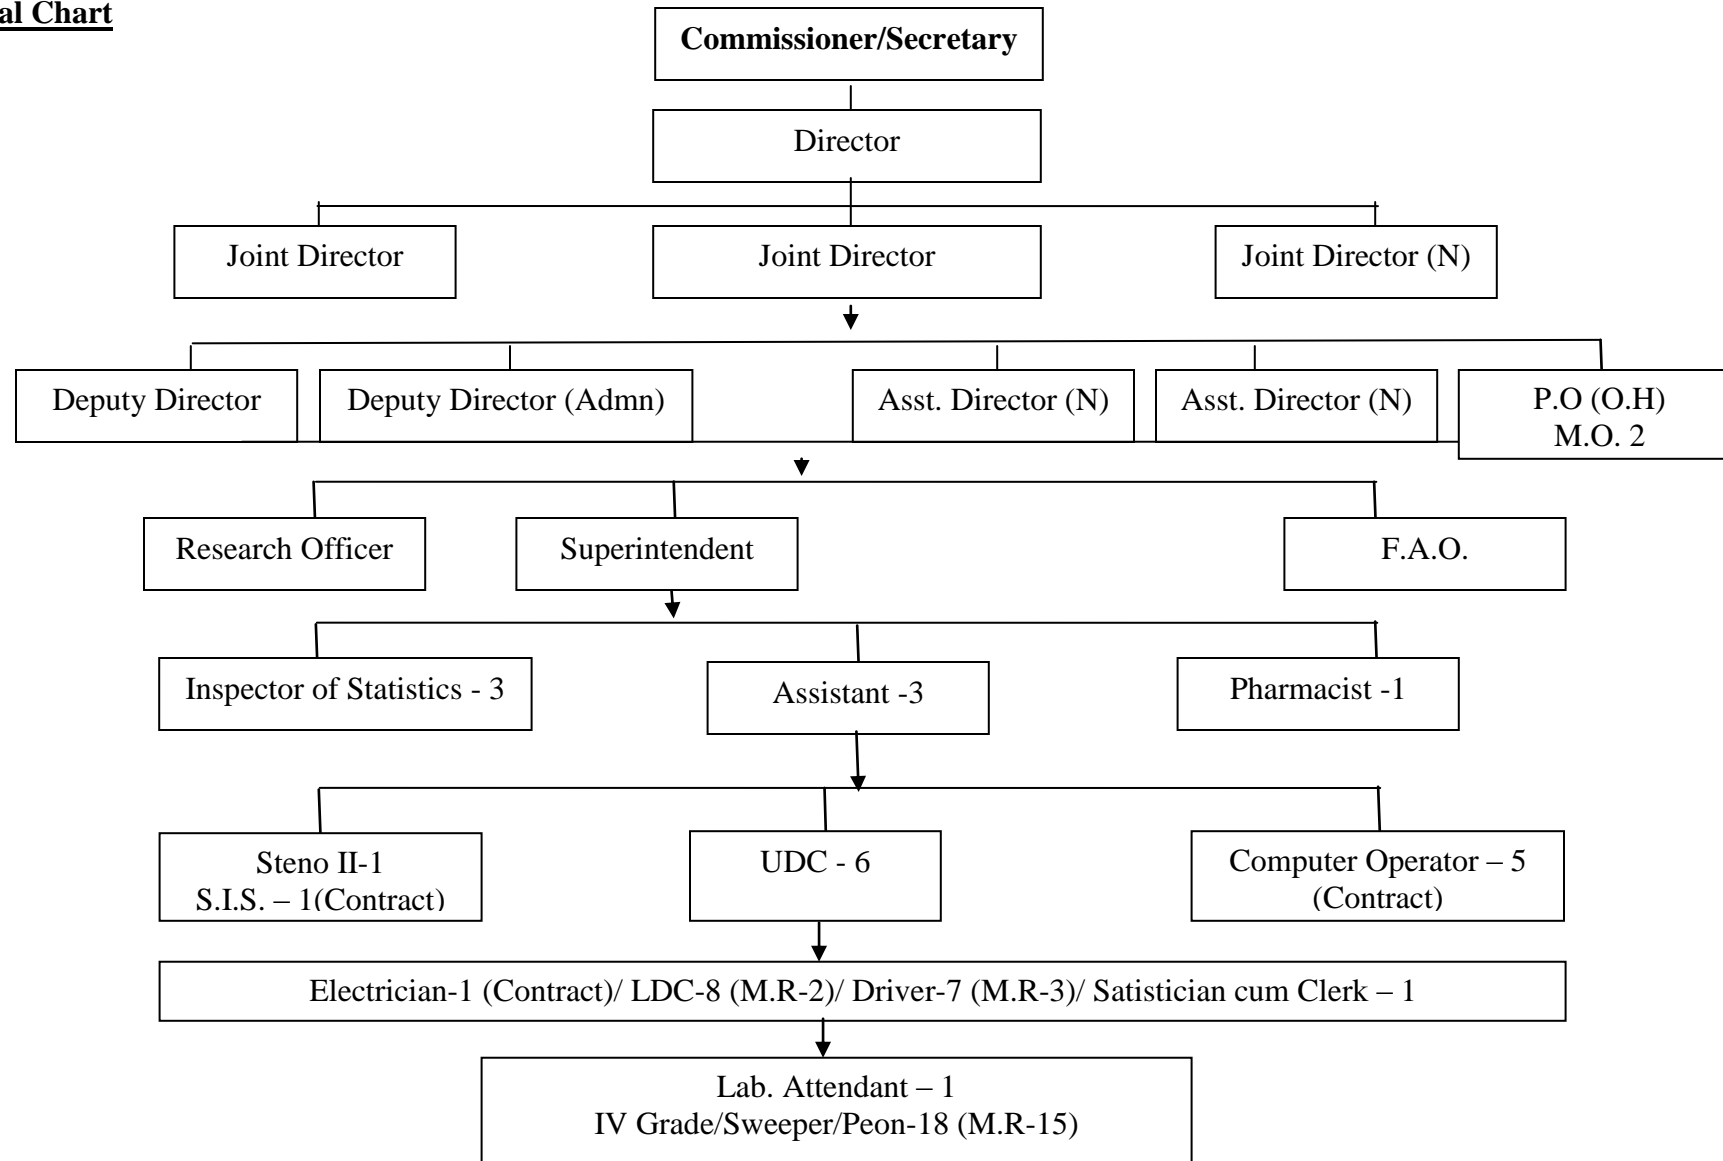 al Chart
Commissioner/Secretary
Director
Joint Director
Joint Director
Joint Director (N)
Deputy Director
Deputy Director (Admn)
Asst. Director (N)
Asst. Director (N)
P.O (O.H)
M.O. 2
Research Officer
Superintendent
F.A.O.
Inspector of Statistics - 3
Assistant -3
Pharmacist -1
Steno II-1
S.I.S. – 1(Contract)
UDC - 6
Computer Operator – 5
(Contract)
Electrician-1 (Contract)/ LDC-8 (M.R-2)/ Driver-7 (M.R-3)/ Satistician cum Clerk – 1
Lab. Attendant – 1
IV Grade/Sweeper/Peon-18 (M.R-15)